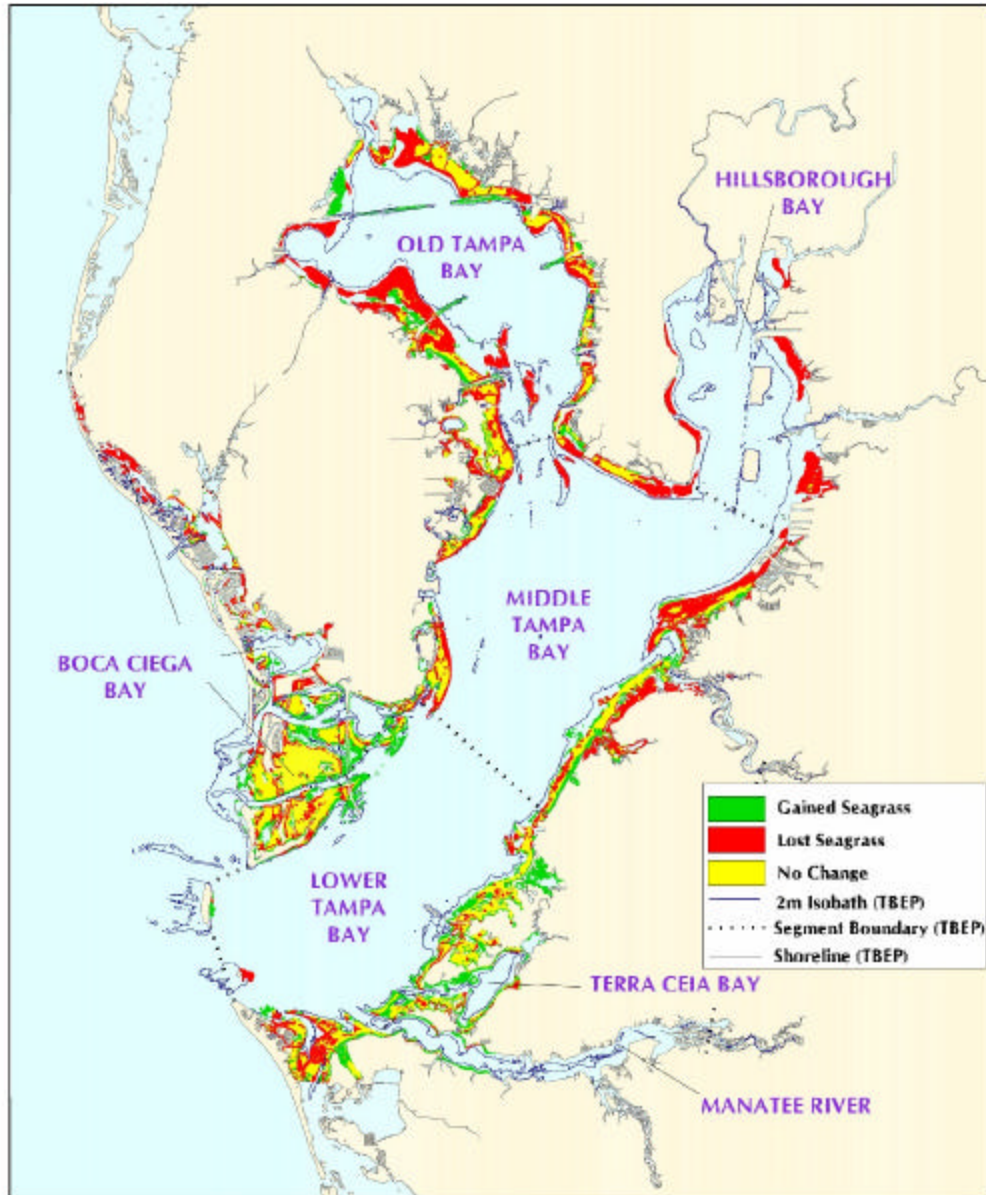 HILLSBOROUGH
BAY
OLD TAMPA
BAY
MIDDLE
TAMPA
BAY
BOCA CIEGA
BAY
Gained Seagrass
Lost Seagrass
No Change
2m Isobath (TBEP)
Segment Boundary (TBEP)
Shoreline (TBEP)
LOWER
TAMPA
BAY
TERRA CEIA BAY
MANATEE RIVER